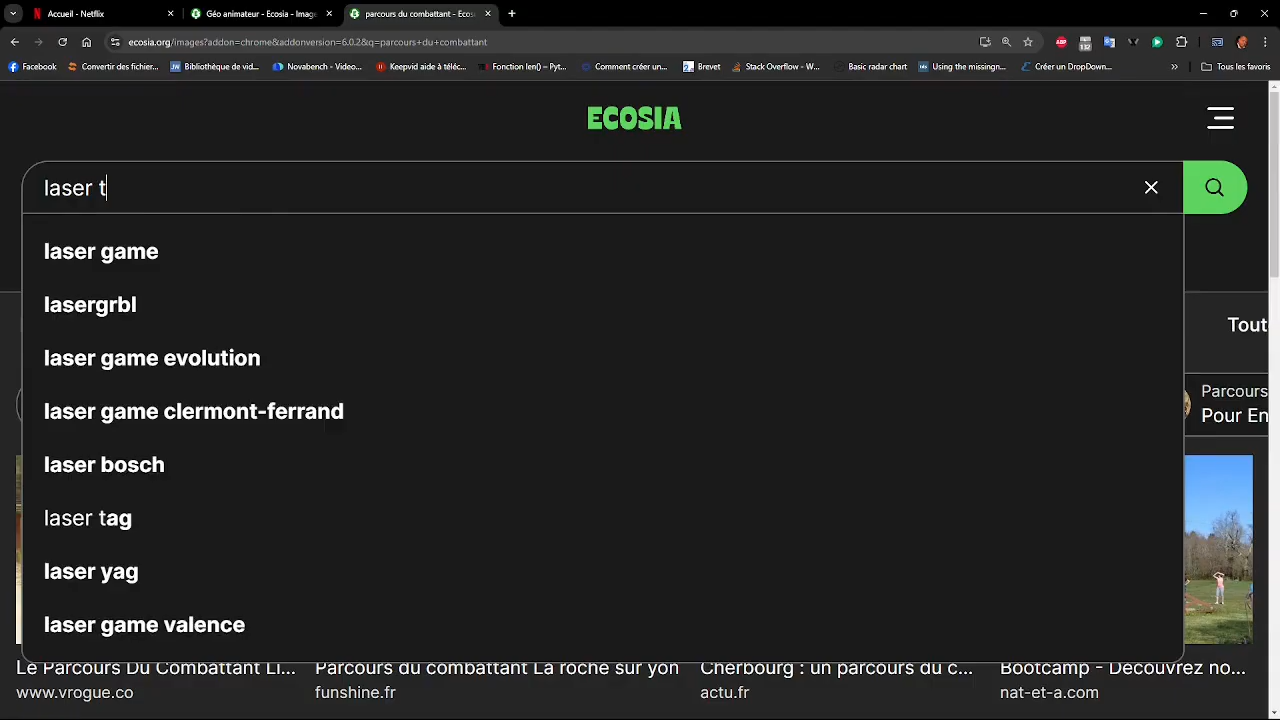 Accueil - Netflix
Géo animateur - Ecosia - Image
parcours du combattant - Ecos
ecosia.org/images?addon=chrome&addonversion=6.0.2&q=parcours+du+combattant
Facebook
Convertir des fichier...
Bibliothèque de vid...
Novabench - Video...
Keepvid aide à téléc...
Fonction len() – Pyt...
Comment créer un...
Brevet
Stack Overflow - W...
Basic radar chart
Using the missingn...
Créer un DropDown...
Tous les favoris
ECOSIA
laser t
laser game
lasergrbl
laser game evolution
laser game clermont-ferrand
laser bosch
laser tag
laser yag
laser game valence
Tout
Parcours
Pour En
Le Parcours Du Combattant Ll...
www.vrogue.co
Parcours du combattant La roche sur yon
funshine.fr
Cherbourg : un parcours du c...
actu.fr
Bootcamp - Découvrez no...
nat-et-a.com